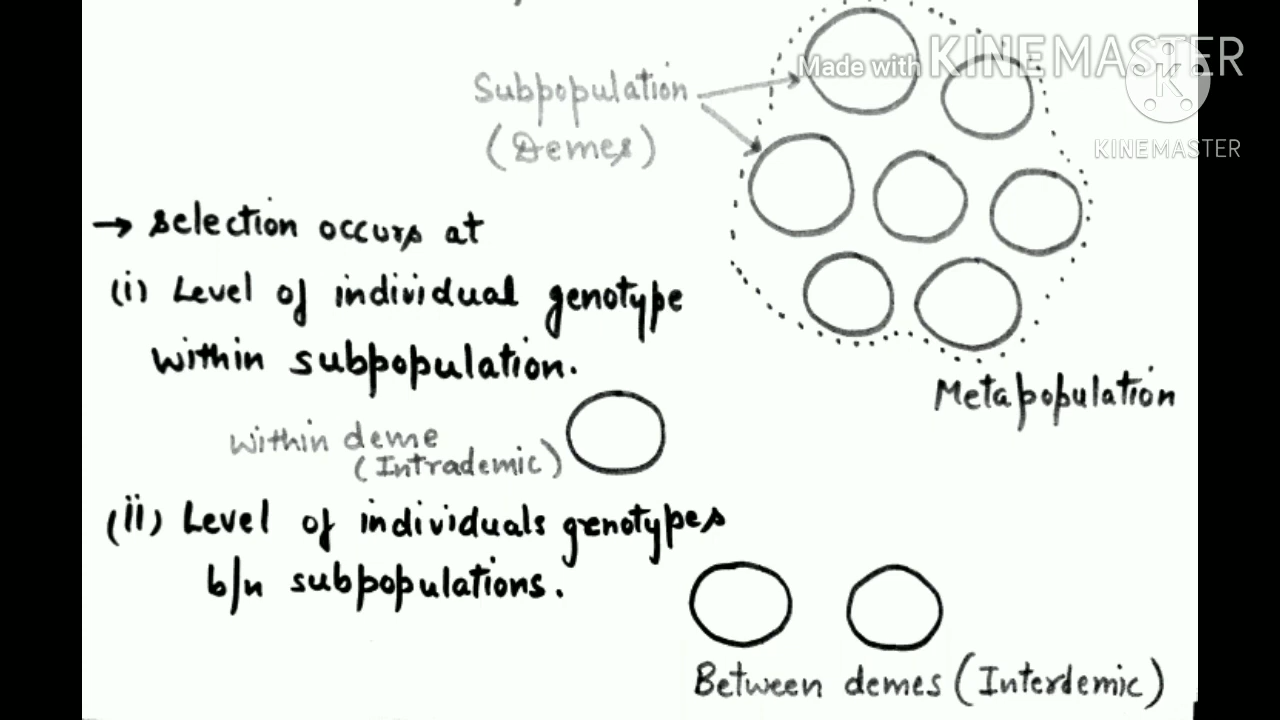 Made with KINEMASTER
KINEMASTER
Subpopulation
(Demes)
→ Selection occurs at
(i) Level of individual genotype
within subpopulation.
Metapopulation
within deme
(Intrademic)
(ii) Level of individuals genotypes
b/n subpopulations.
Between demes (Interdemic)